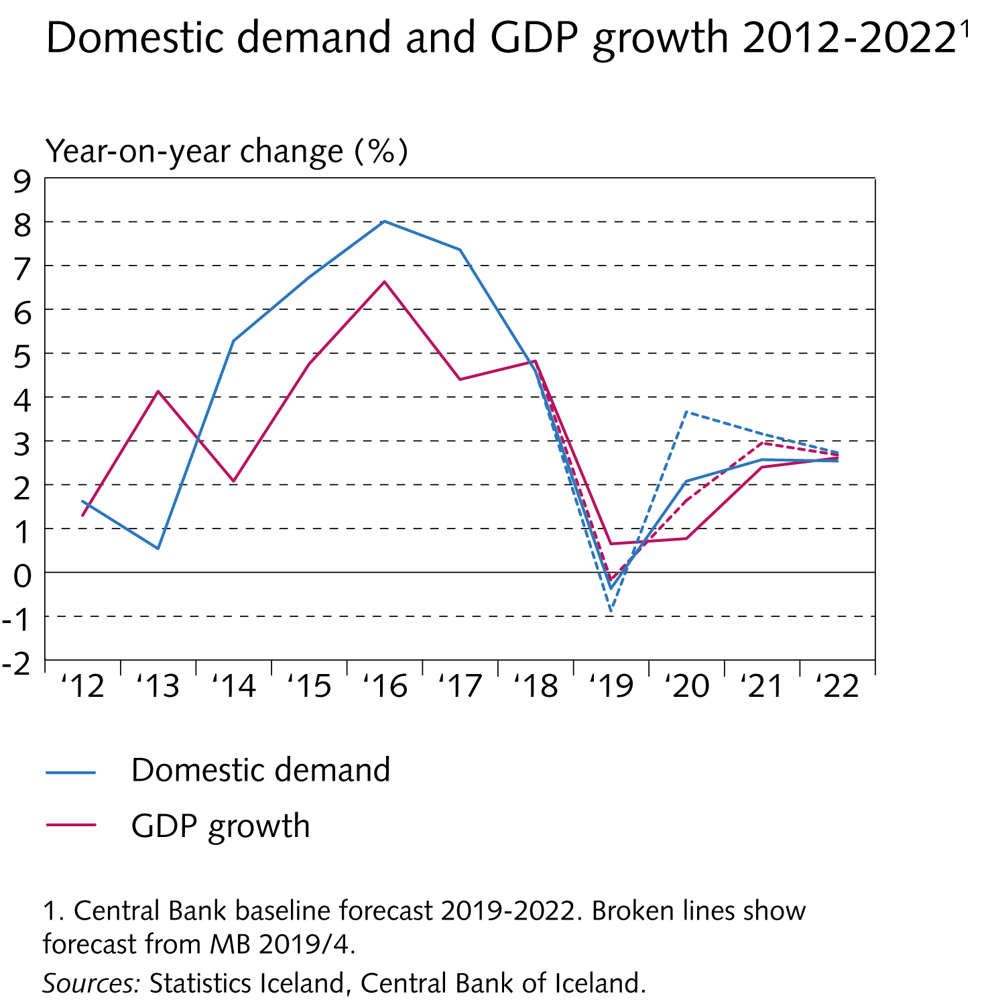 Domestic demand and GDP growth 2012-2022¹
Year-on-year change (%)
9
8
7
6
5
4
3
2
1
0
-1
-2
‘12 ‘13 ‘14 ‘15 ‘16 ‘17 ‘18 ‘19 ‘20 ‘21 ‘22
Domestic demand
GDP growth
1. Central Bank baseline forecast 2019-2022. Broken lines show
forecast from MB 2019/4.
Sources: Statistics Iceland, Central Bank of Iceland.